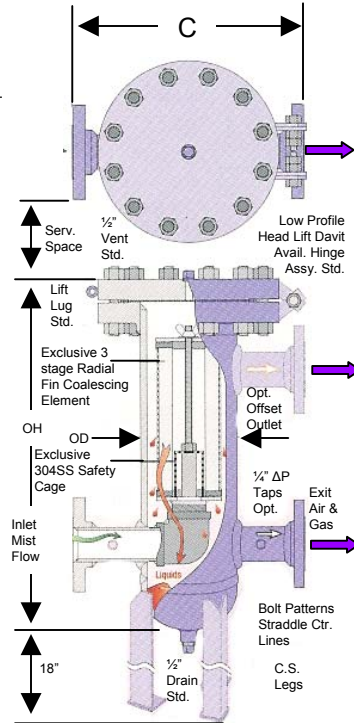 C
Serv.
Space
½"
Vent
Std.
Low Profile
Head Lift Davit
Avail. Hinge
Assy. Std.
Lift
Lug
Std.
Exclusive 3
stage Radial
Fin Coalescing
Element
OH
OD
Opt.
Offset
Outlet
Exclusive
304SS Safety
Cage
¼" ΔP
Taps
Opt.
Exit
Air &
Gas
Inlet
Mist
Flow
Liquids
Bolt Patterns
Straddle Ctr.
Lines
18"
½"
Drain
Std.
C.S.
Legs